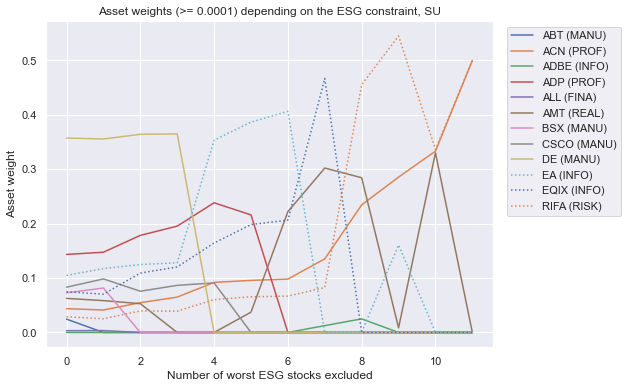 Asset weights (>= 0.0001) depending on the ESG constraint, SU
0.5
0.4
0.3
0.2
0.1
0.0
Asset weight
0 2 4 6 8 10
Number of worst ESG stocks excluded
ABT (MANU)
ACN (PROF)
ADBE (INFO)
ADP (PROF)
ALL (FINA)
AMT (REAL)
BSX (MANU)
CSCO (MANU)
DE (MANU)
EA (INFO)
EQIX (INFO)
RIFA (RISK)